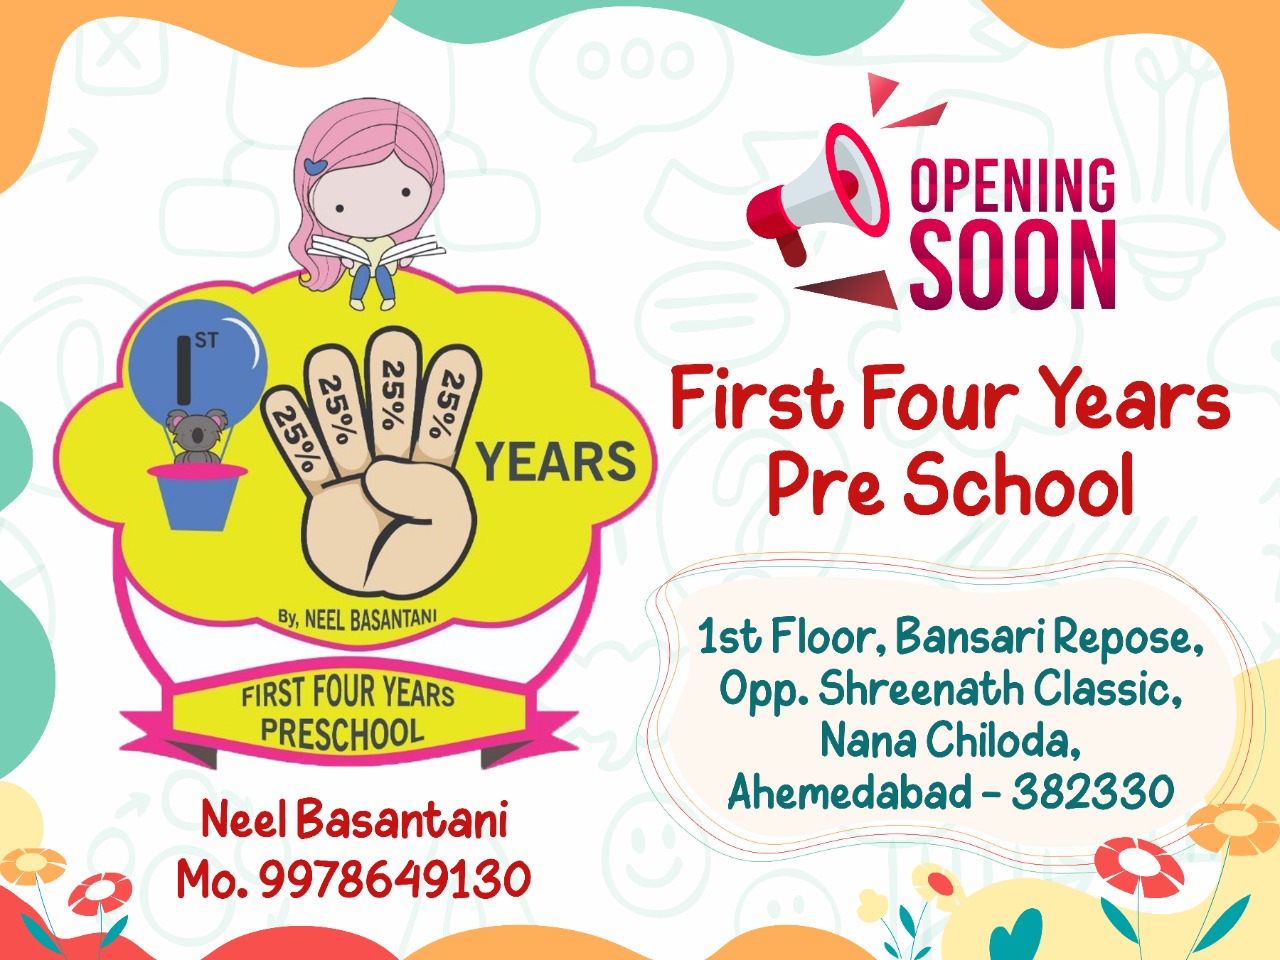 1ST
25%
25%
25%
25%
YEARS
By, NEEL BASANTANI
FIRST FOUR YEARS
PRESCHOOL
Neel Basantani
Mo. 9978649130
OPENING
SOON
First Four Years
Pre School
1st Floor, Bansari Repose,
Opp. Shreenath Classic,
Nana Chiloda,
Ahemedabad - 382330